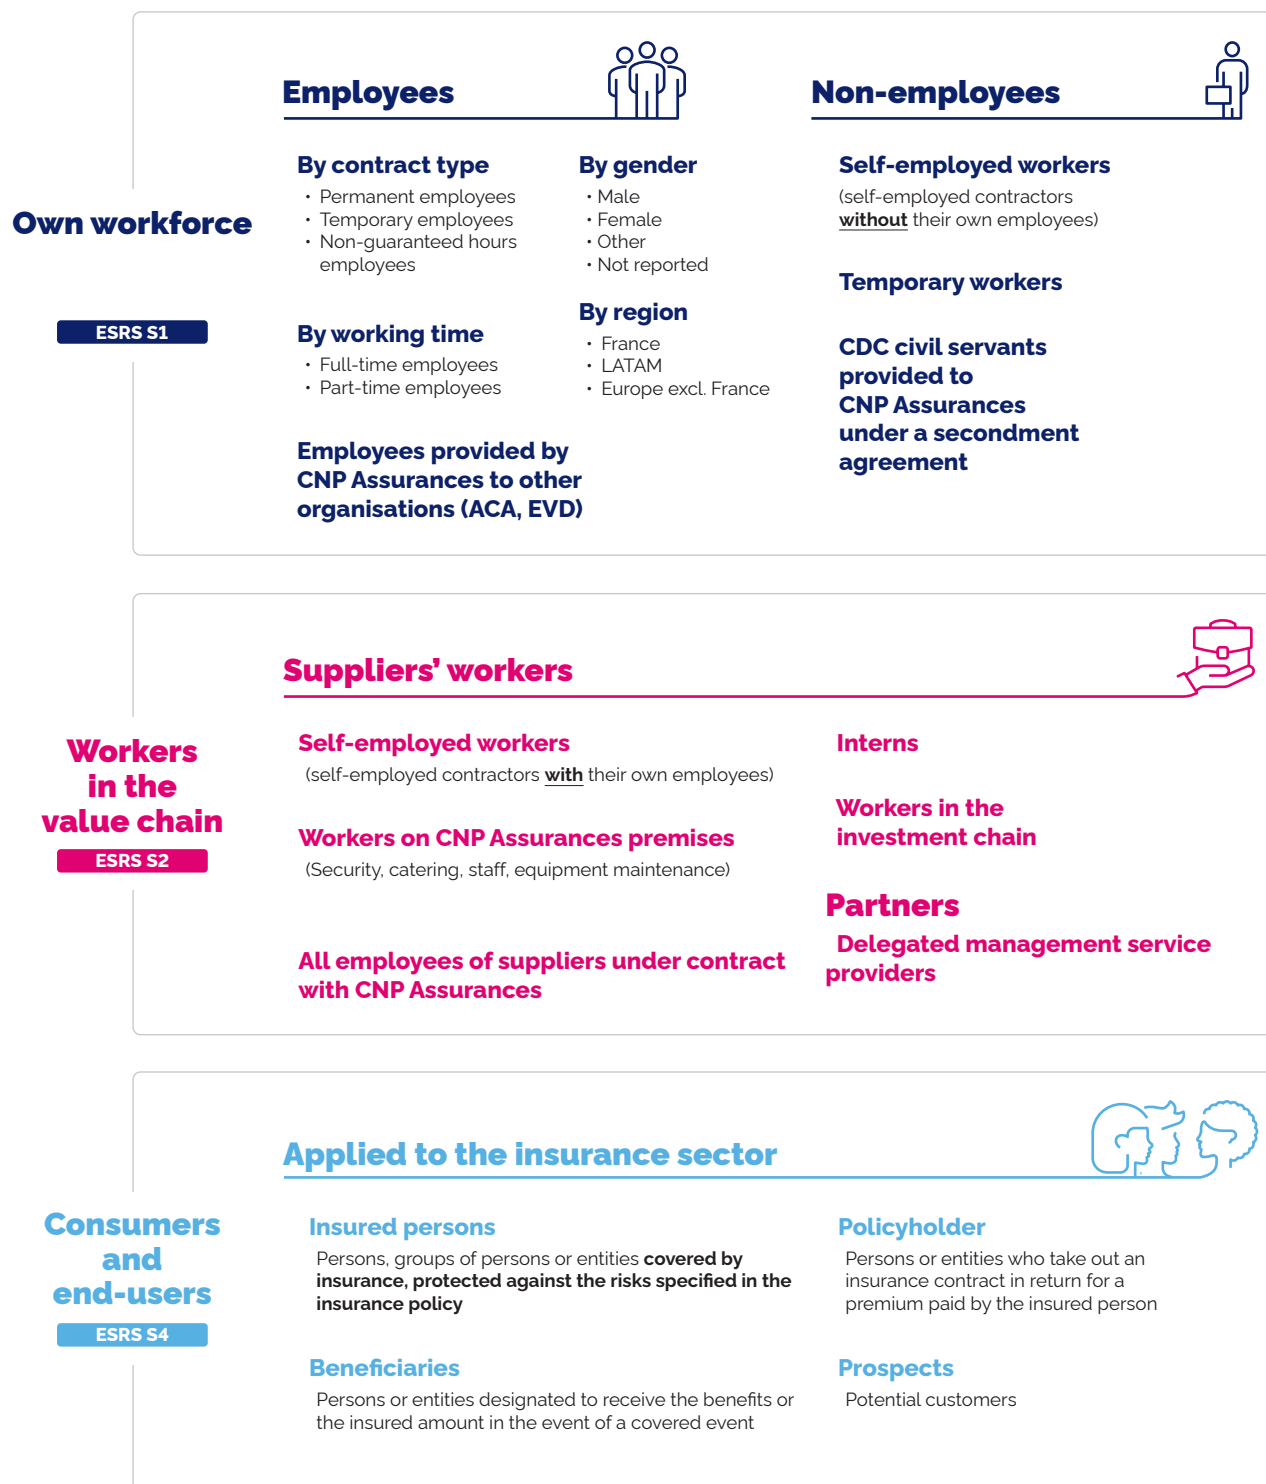 Own workforce
ESRS S1
Employees
By contract type
• Permanent employees
• Temporary employees
• Non-guaranteed hours
employees
By working time
• Full-time employees
• Part-time employees
Employees provided by
CNP Assurances to other
organisations (ACA, EVD)
By gender
• Male
• Female
• Other
• Not reported
By region
• France
• LATAM
• Europe excl. France
Non-employees
Self-employed workers
(self-employed contractors
without their own employees)
Temporary workers
CDC civil servants
provided to
CNP Assurances
under a secondment
agreement
Workers
in the
value chain
ESRS S2
Suppliers’ workers
Self-employed workers
(self-employed contractors with their own employees)
Workers on CNP Assurances premises
(Security, catering, staff, equipment maintenance)
All employees of suppliers under contract
with CNP Assurances
Interns
Workers in the
investment chain
Partners
Delegated management service
providers
Consumers
and
end-users
ESRS S4
Applied to the insurance sector
Insured persons
Persons, groups of persons or entities covered by
insurance, protected against the risks specified in the
insurance policy
Beneficiaries
Persons or entities designated to receive the benefits or
the insured amount in the event of a covered event
Policyholder
Persons or entities who take out an
insurance contract in return for a
premium paid by the insured person
Prospects
Potential customers